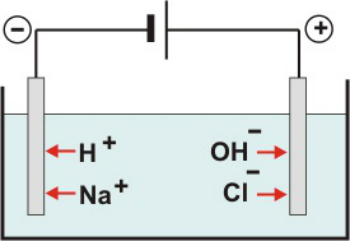 − +
H⁺ OH⁻
Na⁺ Cl⁻